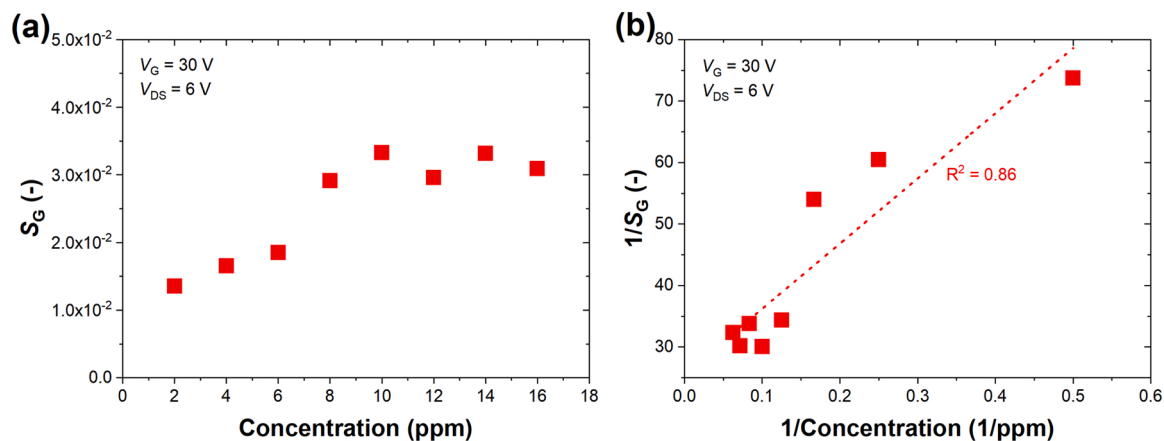 (a)
5.0x10⁻²
4.0x10⁻²
3.0x10⁻²
2.0x10⁻²
1.0x10⁻²
0.0
S_G (-)
V_G = 30 V
V_DS = 6 V
0 2 4 6 8 10 12 14 16 18
Concentration (ppm)
(b)
80
70
60
50
40
30
1/S_G (-)
V_G = 30 V
V_DS = 6 V
R² = 0.86
0.0 0.1 0.2 0.3 0.4 0.5 0.6
1/Concentration (1/ppm)